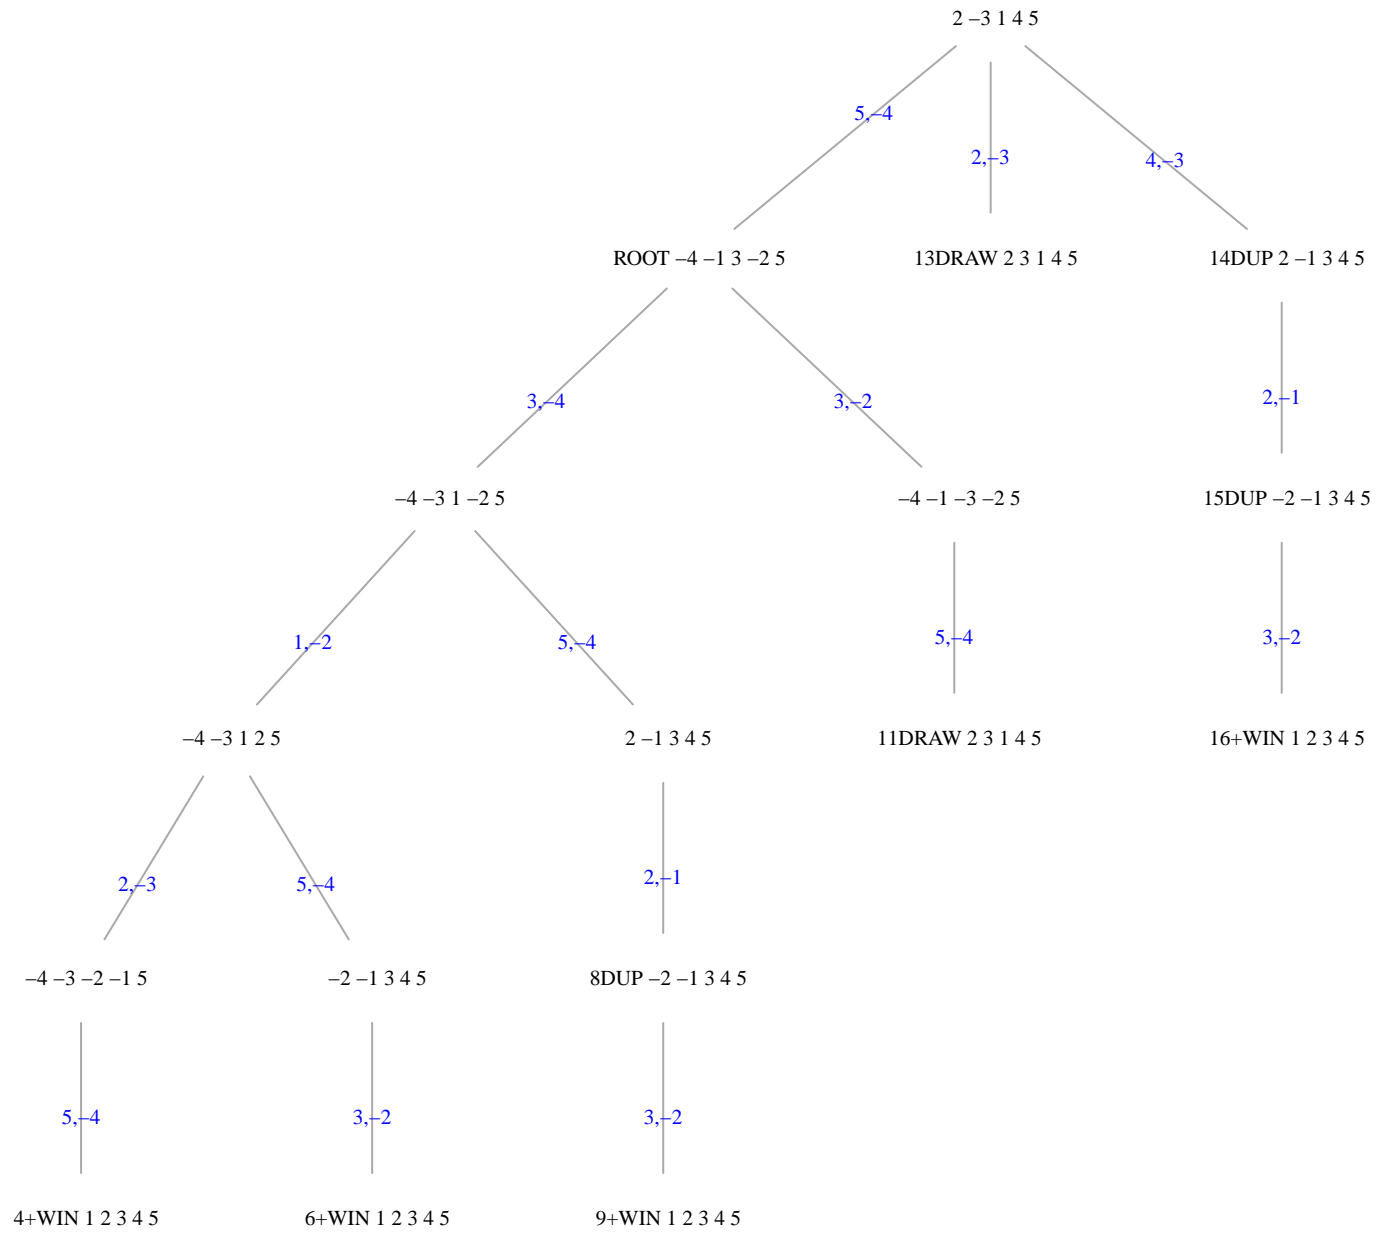 2 –3 1 4 5
5,–4
2,–3
4,–3
ROOT –4 –1 3 –2 5
13DRAW 2 3 1 4 5
14DUP 2 –1 3 4 5
3,–4
3,–2
2,–1
–4 –3 1 –2 5
–4 –1 –3 –2 5
15DUP –2 –1 3 4 5
1,–2
5,–4
5,–4
3,–2
–4 –3 1 2 5
2 –1 3 4 5
11DRAW 2 3 1 4 5
16+WIN 1 2 3 4 5
2,–3
5,–4
2,–1
–4 –3 –2 –1 5
–2 –1 3 4 5
8DUP –2 –1 3 4 5
5,–4
3,–2
3,–2
4+WIN 1 2 3 4 5
6+WIN 1 2 3 4 5
9+WIN 1 2 3 4 5